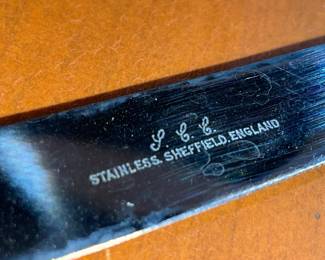 S. C. C.
STAINLESS. SHEFFIELD. ENGLAND